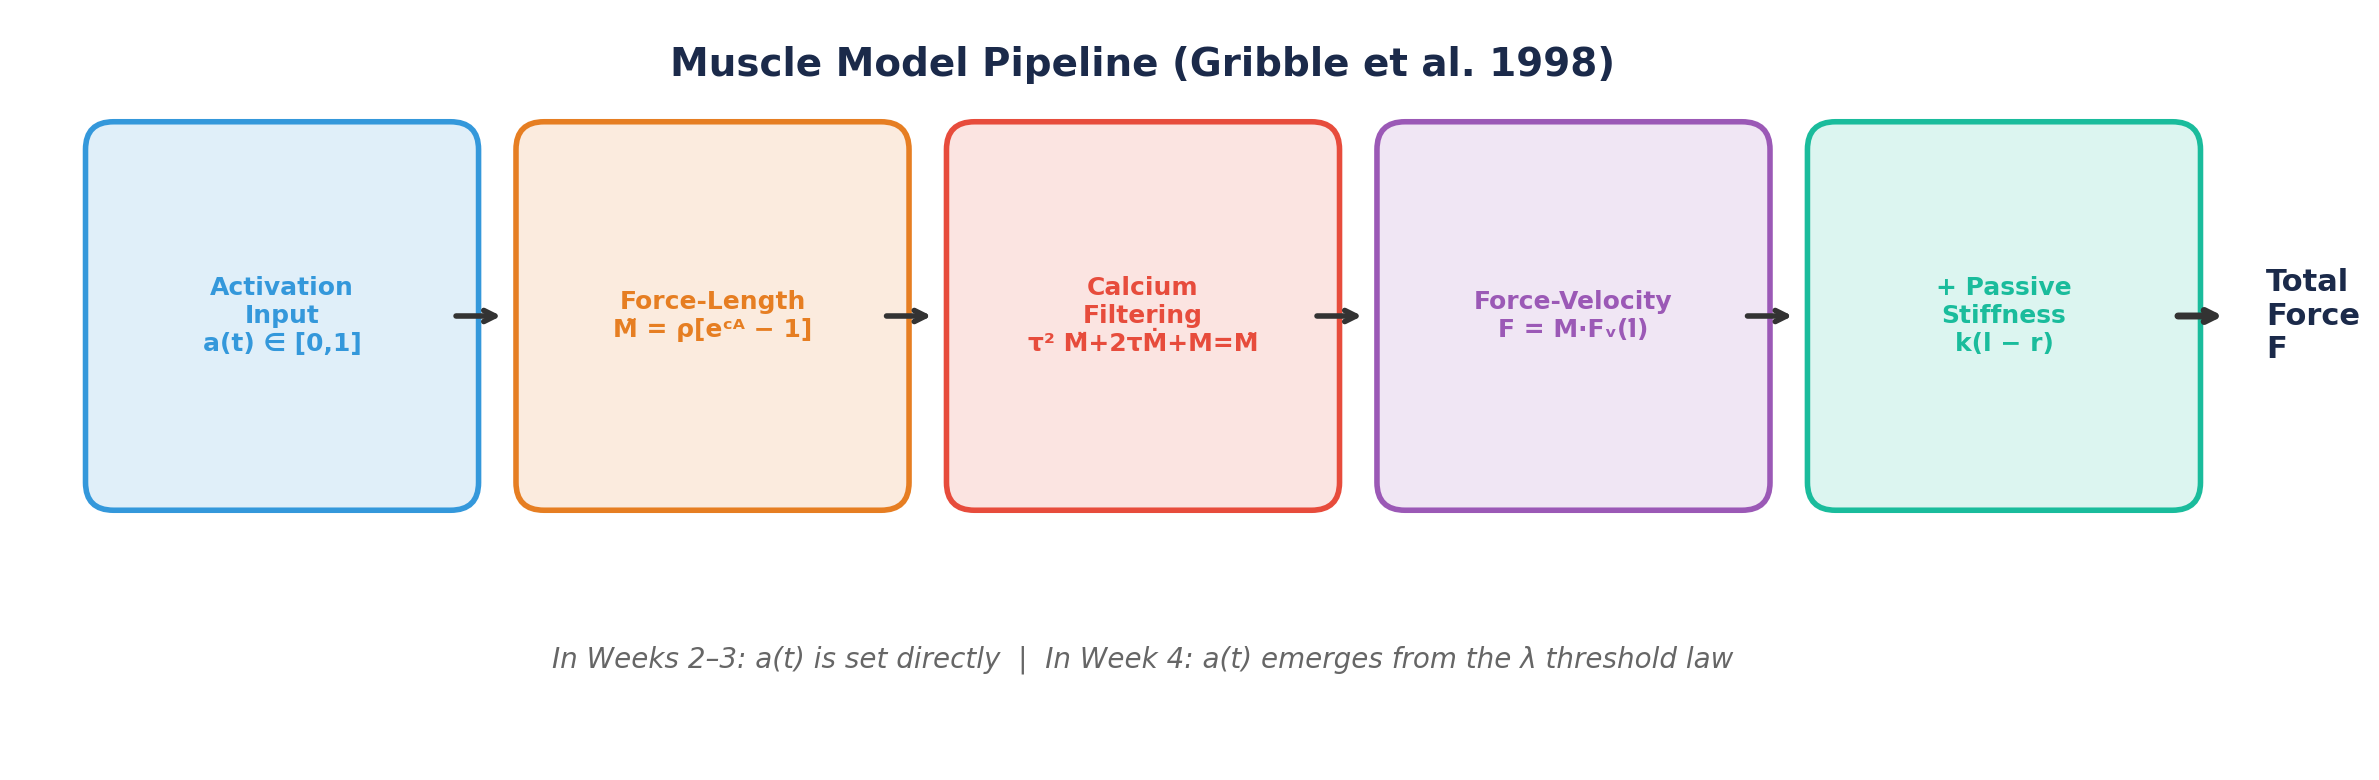 Muscle Model Pipeline (Gribble et al. 1998)
Activation
Input
a(t) ∈ [0,1]
Force-Length
M̃ = ρ[eᶜᴬ − 1]
Calcium
Filtering
τ² M̈+2τṀ+M=M̃
Force-Velocity
F = M·Fᵥ(l̇)
+ Passive
Stiffness
k(l − r)
Total
Force
F
In Weeks 2–3: a(t) is set directly | In Week 4: a(t) emerges from the λ threshold law